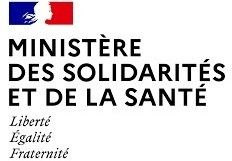 MINISTÈRE
DES SOLIDARITÉS
ET DE LA SANTÉ
Liberté
Égalité
Fraternité